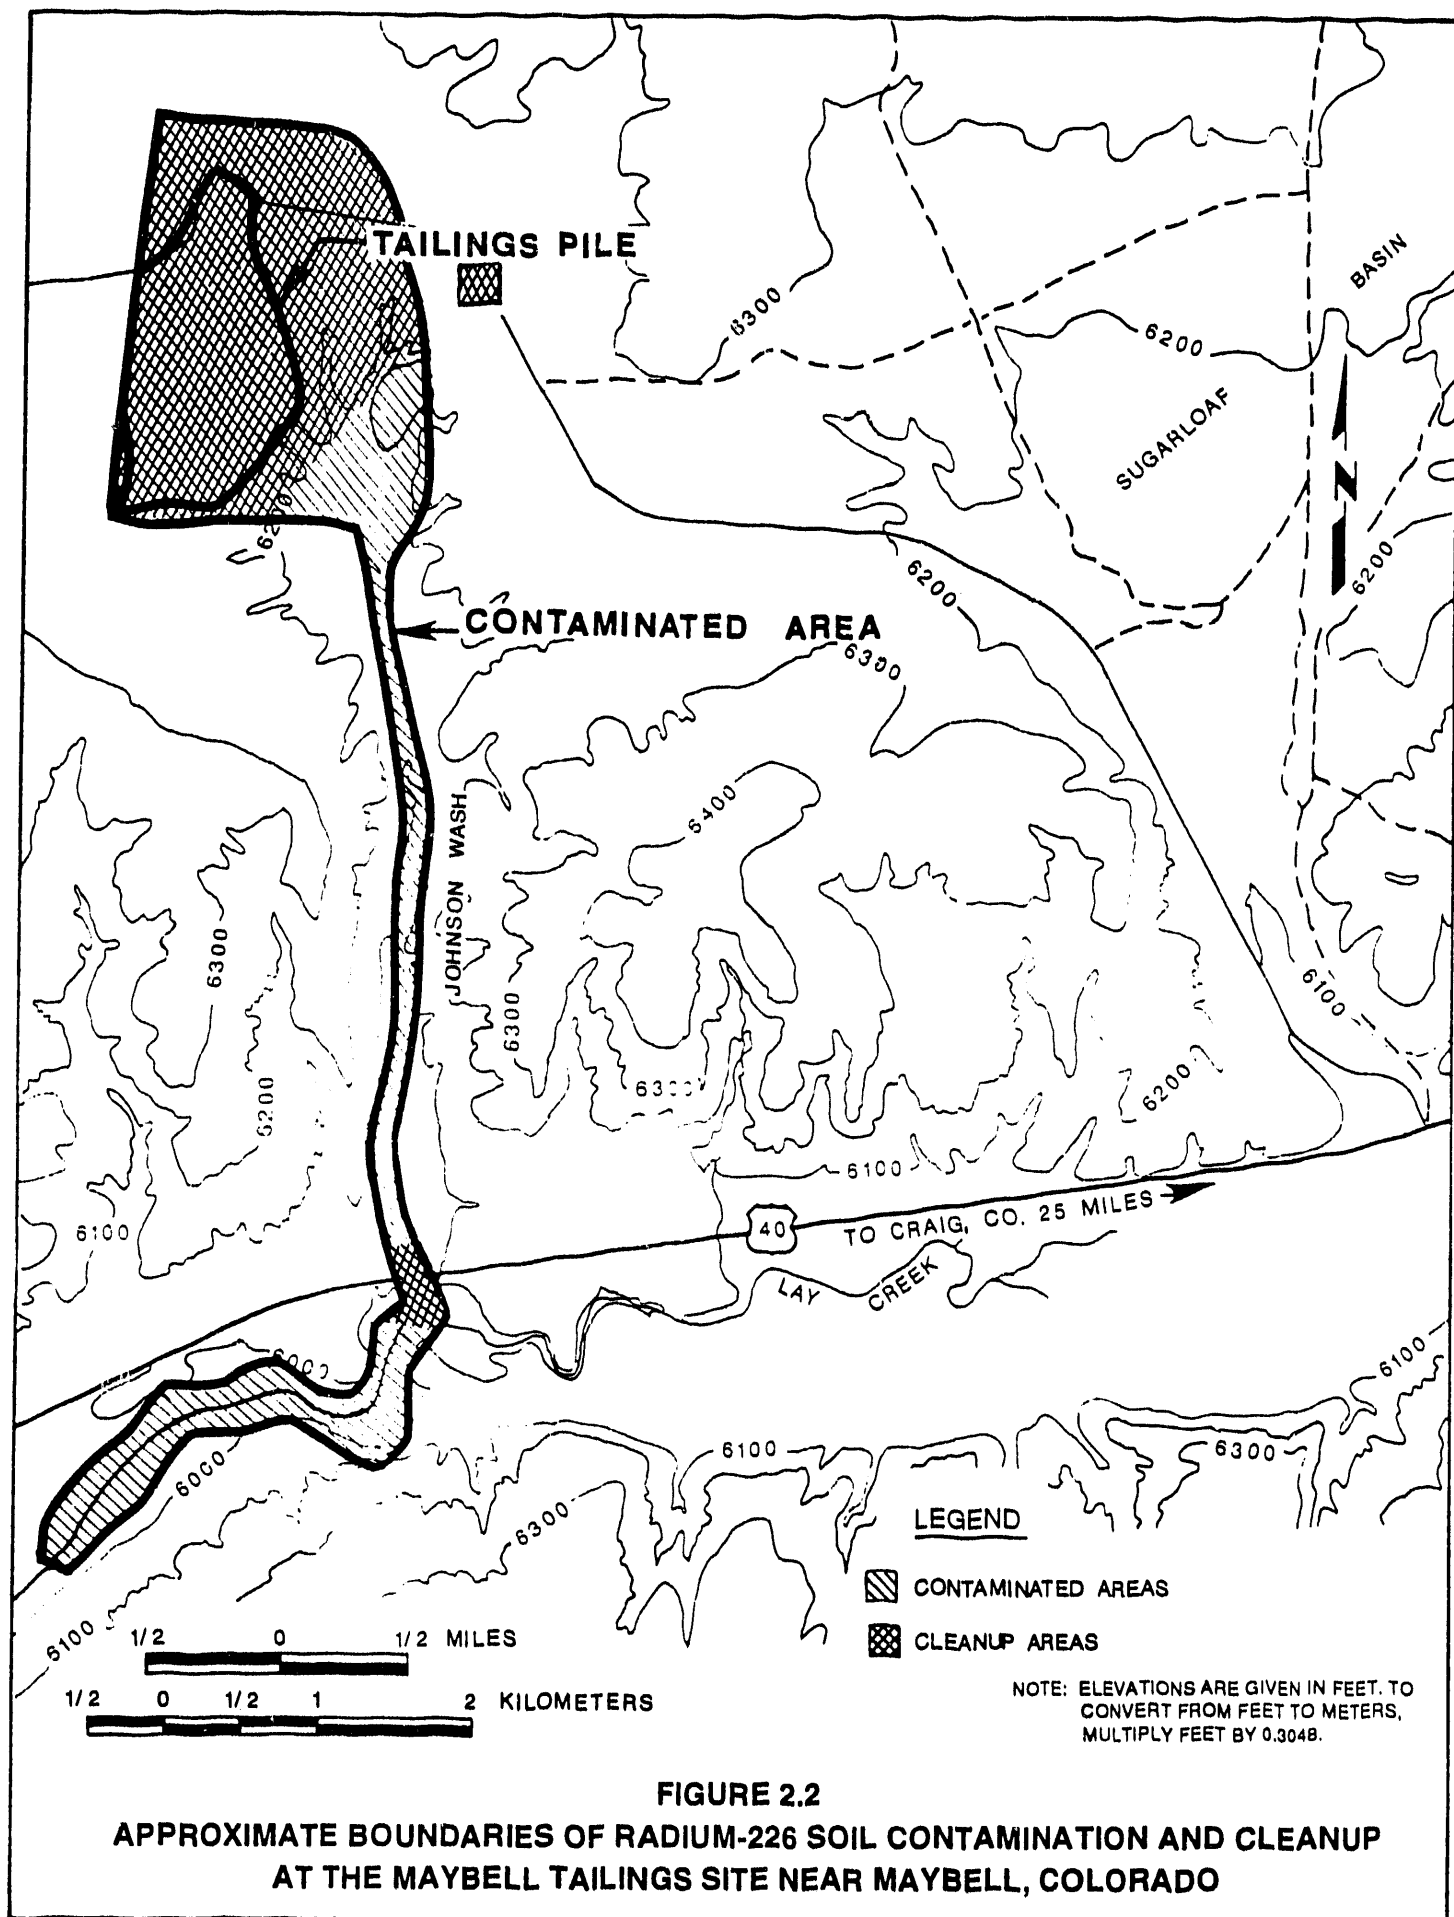 TAILINGS PILE
BASIN
6300
6200
SUGARLOAF
N
6200
6200
6200
CONTAMINATED AREA
6300
6400
JOHNSON WASH
6300
6300
6100
6300
6200
6200
6100
6100
40
TO CRAIG, CO. 25 MILES
LAY CREEK
6000
6100
6100
6300
6000
6300
LEGEND
CONTAMINATED AREAS
CLEANUP AREAS
6100
1/2 0 1/2 MILES
1/2 0 1/2 1 2 KILOMETERS
NOTE: ELEVATIONS ARE GIVEN IN FEET. TO
CONVERT FROM FEET TO METERS,
MULTIPLY FEET BY 0.3048.
FIGURE 2.2
APPROXIMATE BOUNDARIES OF RADIUM-226 SOIL CONTAMINATION AND CLEANUP
AT THE MAYBELL TAILINGS SITE NEAR MAYBELL, COLORADO